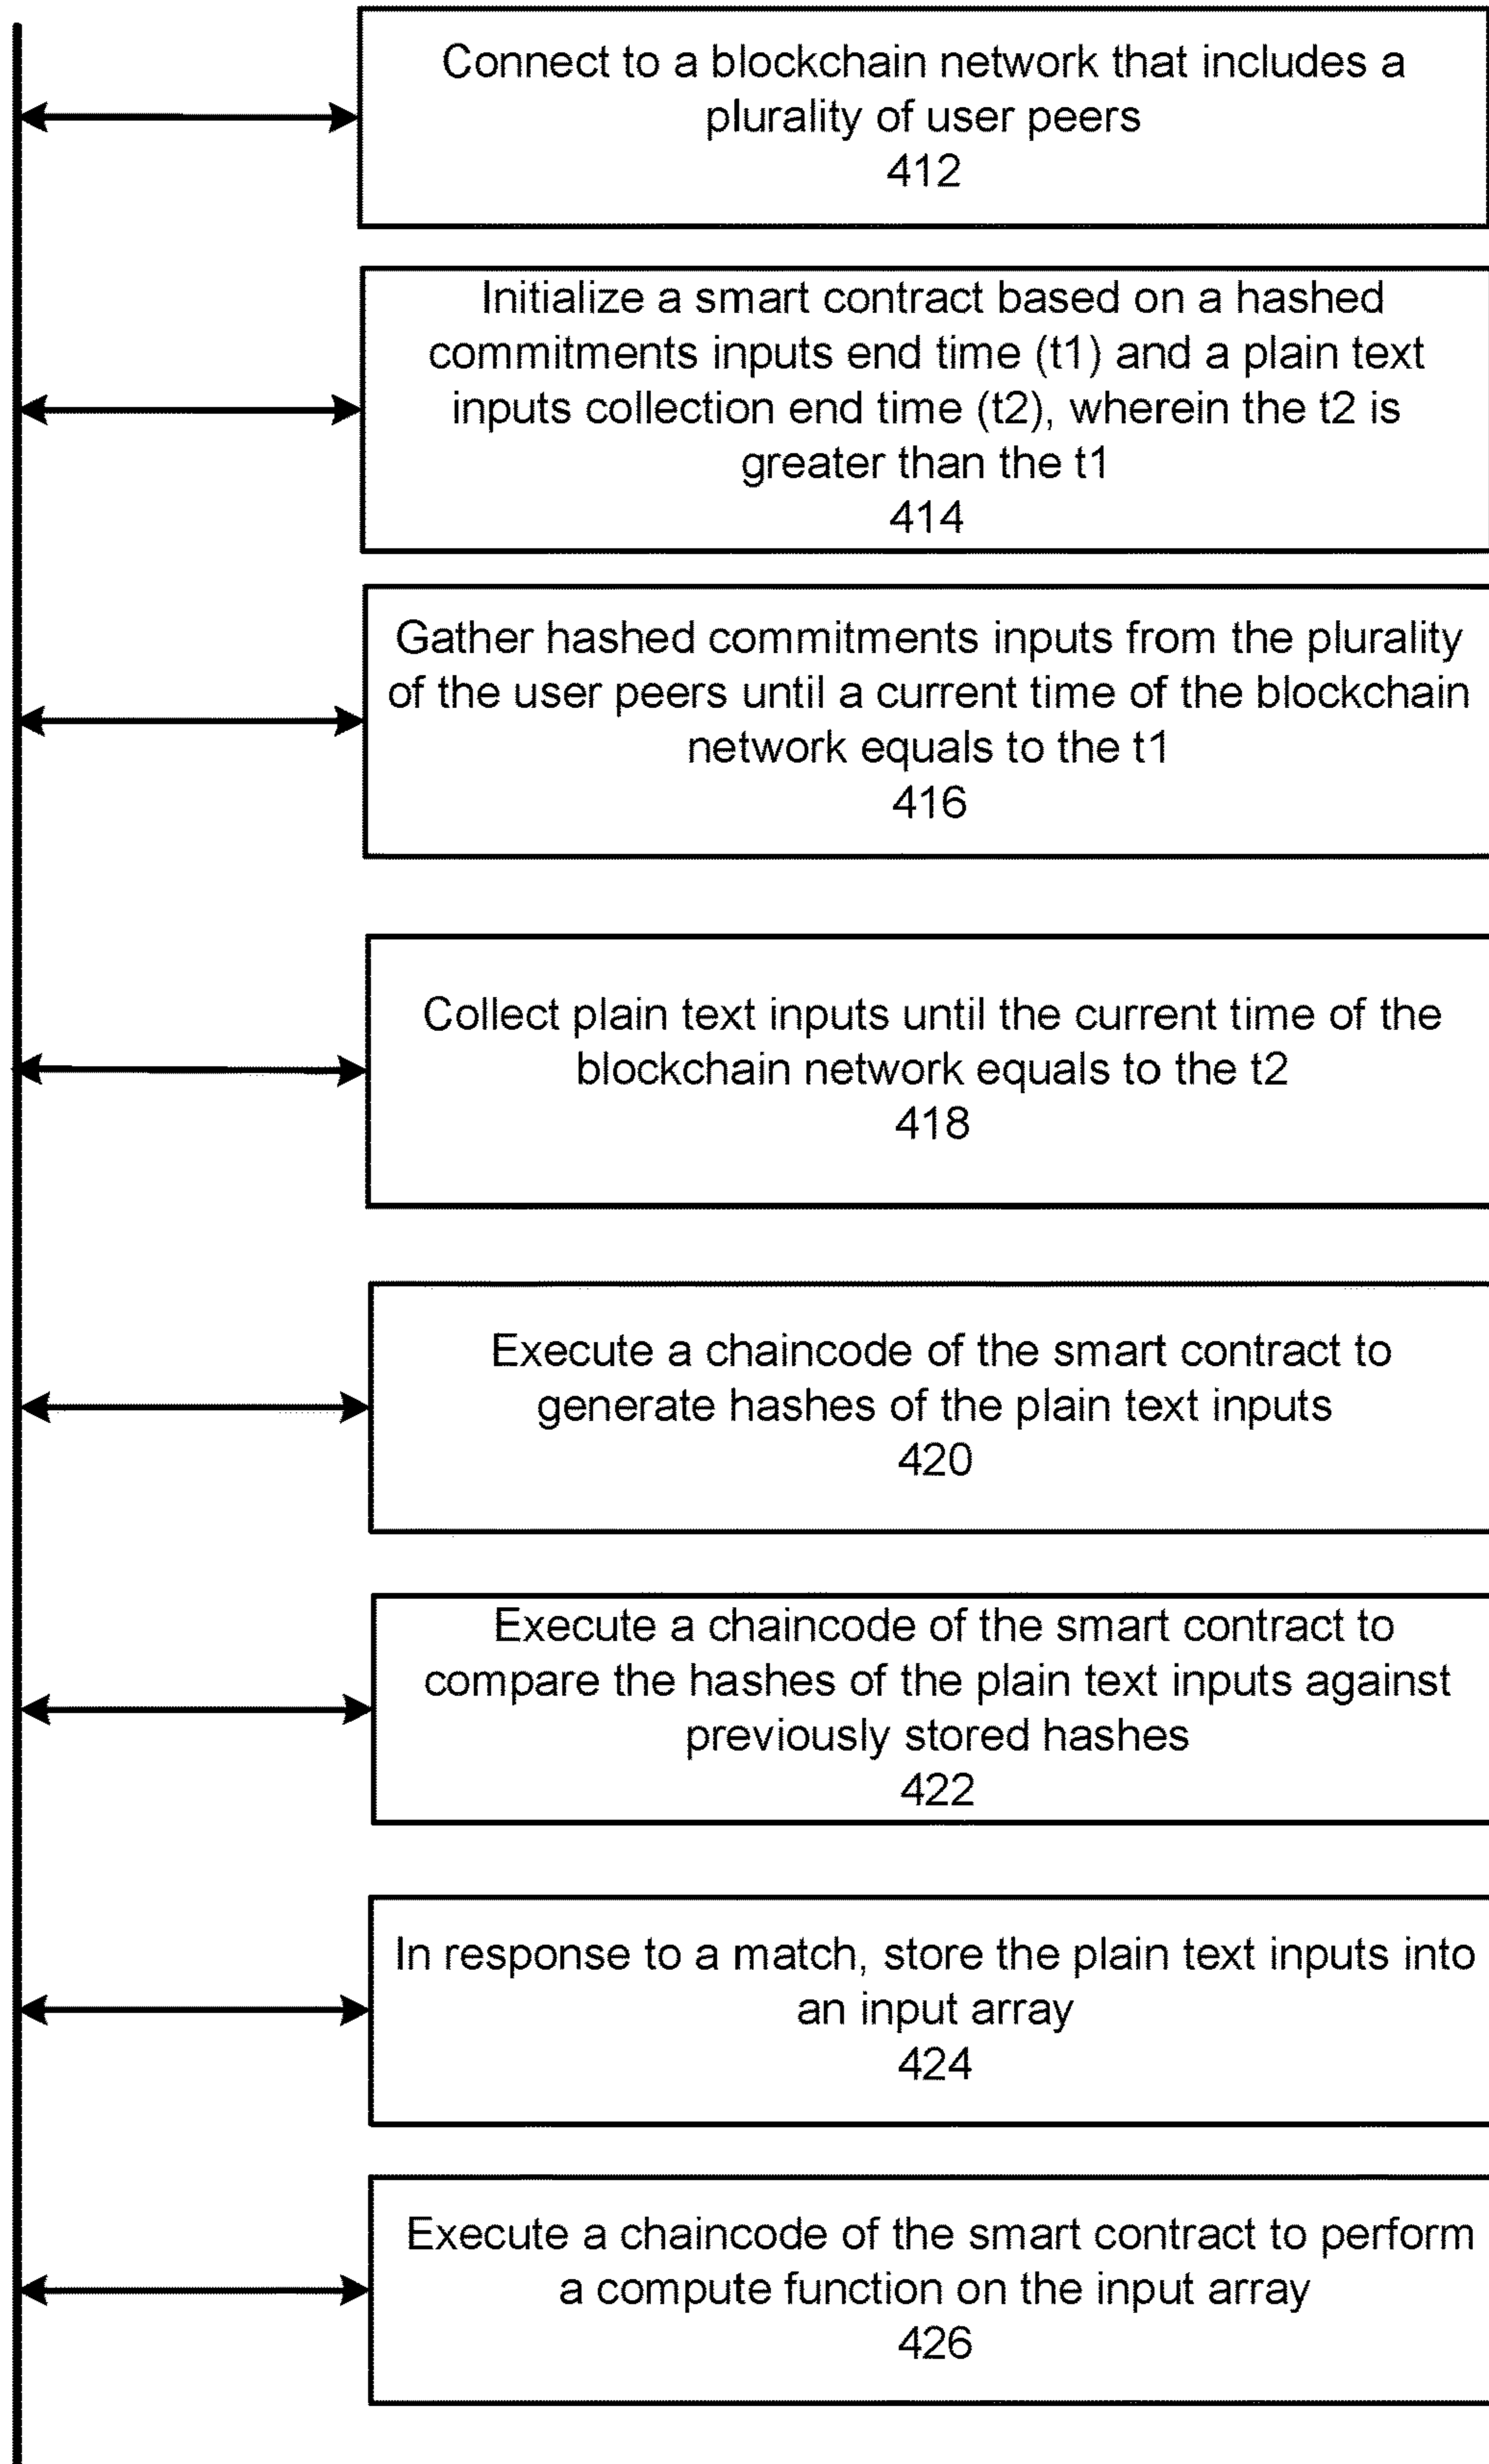 Connect to a blockchain network that includes a
plurality of user peers
412
Initialize a smart contract based on a hashed
commitments inputs end time (t1) and a plain text
inputs collection end time (t2), wherein the t2 is
greater than the t1
414
Gather hashed commitments inputs from the plurality
of the user peers until a current time of the blockchain
network equals to the t1
416
Collect plain text inputs until the current time of the
blockchain network equals to the t2
418
Execute a chaincode of the smart contract to
generate hashes of the plain text inputs
420
Execute a chaincode of the smart contract to
compare the hashes of the plain text inputs against
previously stored hashes
422
In response to a match, store the plain text inputs into
an input array
424
Execute a chaincode of the smart contract to perform
a compute function on the input array
426